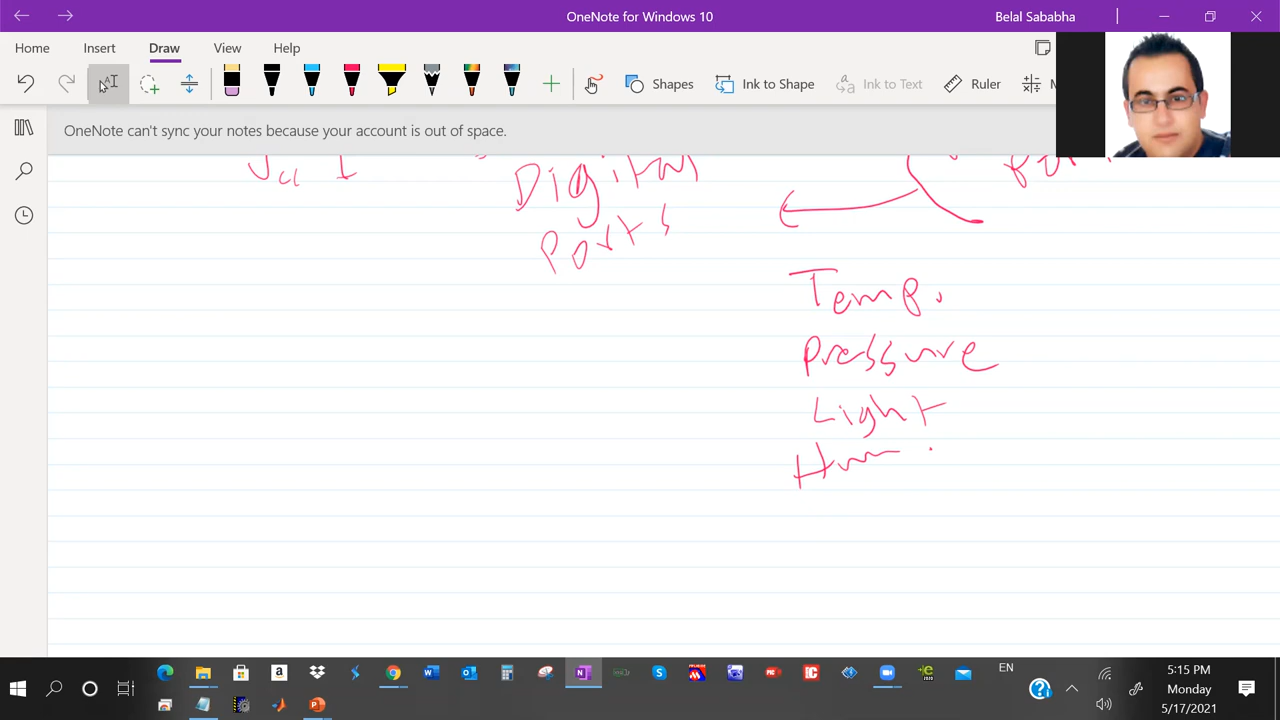 OneNote for Windows 10
Belal Sababha
Home Insert Draw View Help
Shapes Ink to Shape Ink to Text Ruler M
OneNote can't sync your notes because your account is out of space.
Digital
Ports
Temp.
Pressure
Light
Hum.
EN
5:15 PM
Monday
5/17/2021